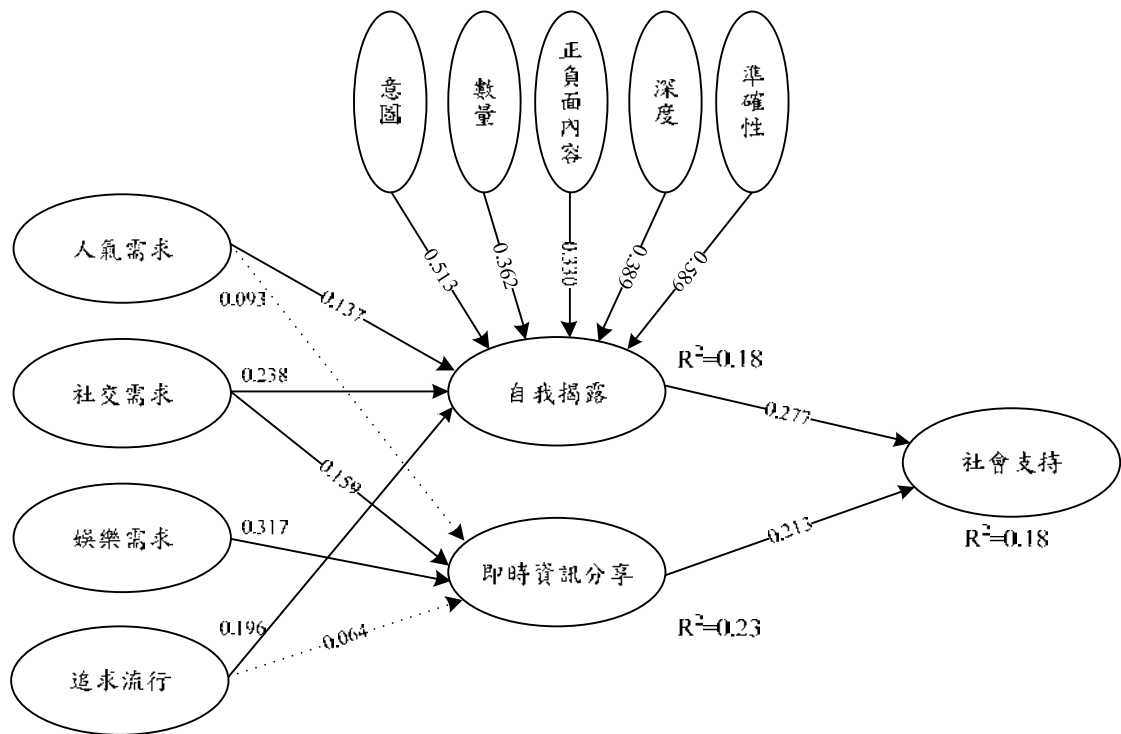 意圖
數量
正負面內容
深度
準確性
0.513
0.362
0.330
0.389
0.589
人氣需求
0.093
0.137
社交需求
0.238
自我揭露
R²=0.18
0.277
社會支持
R²=0.18
0.159
娛樂需求
0.317
即時資訊分享
0.213
R²=0.23
0.196
0.064
追求流行